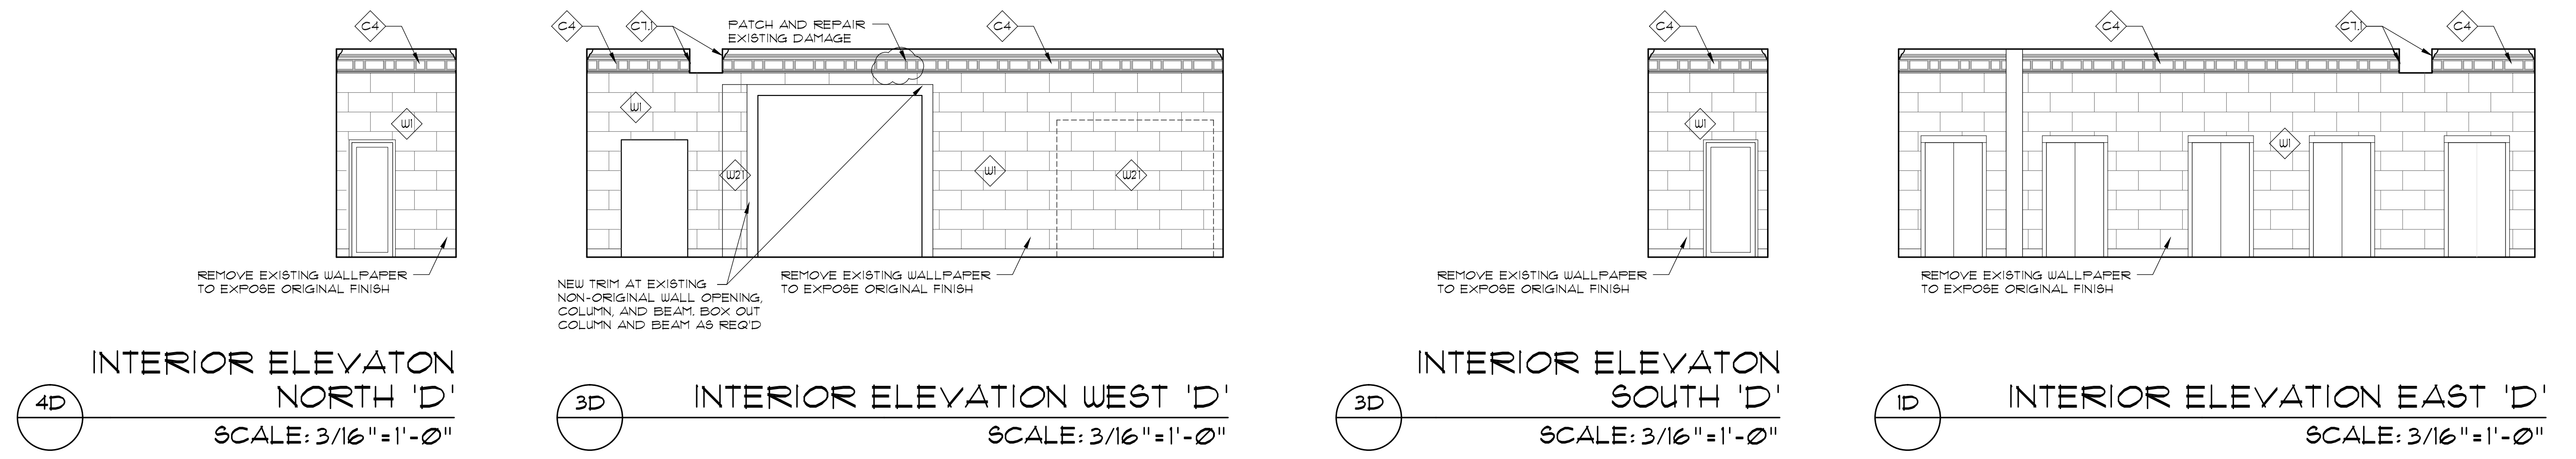 C4
W1
REMOVE EXISTING WALLPAPER
TO EXPOSE ORIGINAL FINISH
INTERIOR ELEVATON
NORTH 'D'
4D
SCALE: 3/16"=1'-0"
C4
C7.1
PATCH AND REPAIR
EXISTING DAMAGE
C4
W1
W21
W1
W21
NEW TRIM AT EXISTING
NON-ORIGINAL WALL OPENING,
COLUMN, AND BEAM. BOX OUT
COLUMN AND BEAM AS REQ'D
REMOVE EXISTING WALLPAPER
TO EXPOSE ORIGINAL FINISH
3D
INTERIOR ELEVATION WEST 'D'
SCALE: 3/16"=1'-0"
C4
W1
REMOVE EXISTING WALLPAPER
TO EXPOSE ORIGINAL FINISH
INTERIOR ELEVATON
SOUTH 'D'
3D
SCALE: 3/16"=1'-0"
C4
C7.1
C4
W1
REMOVE EXISTING WALLPAPER
TO EXPOSE ORIGINAL FINISH
1D
INTERIOR ELEVATION EAST 'D'
SCALE: 3/16"=1'-0"